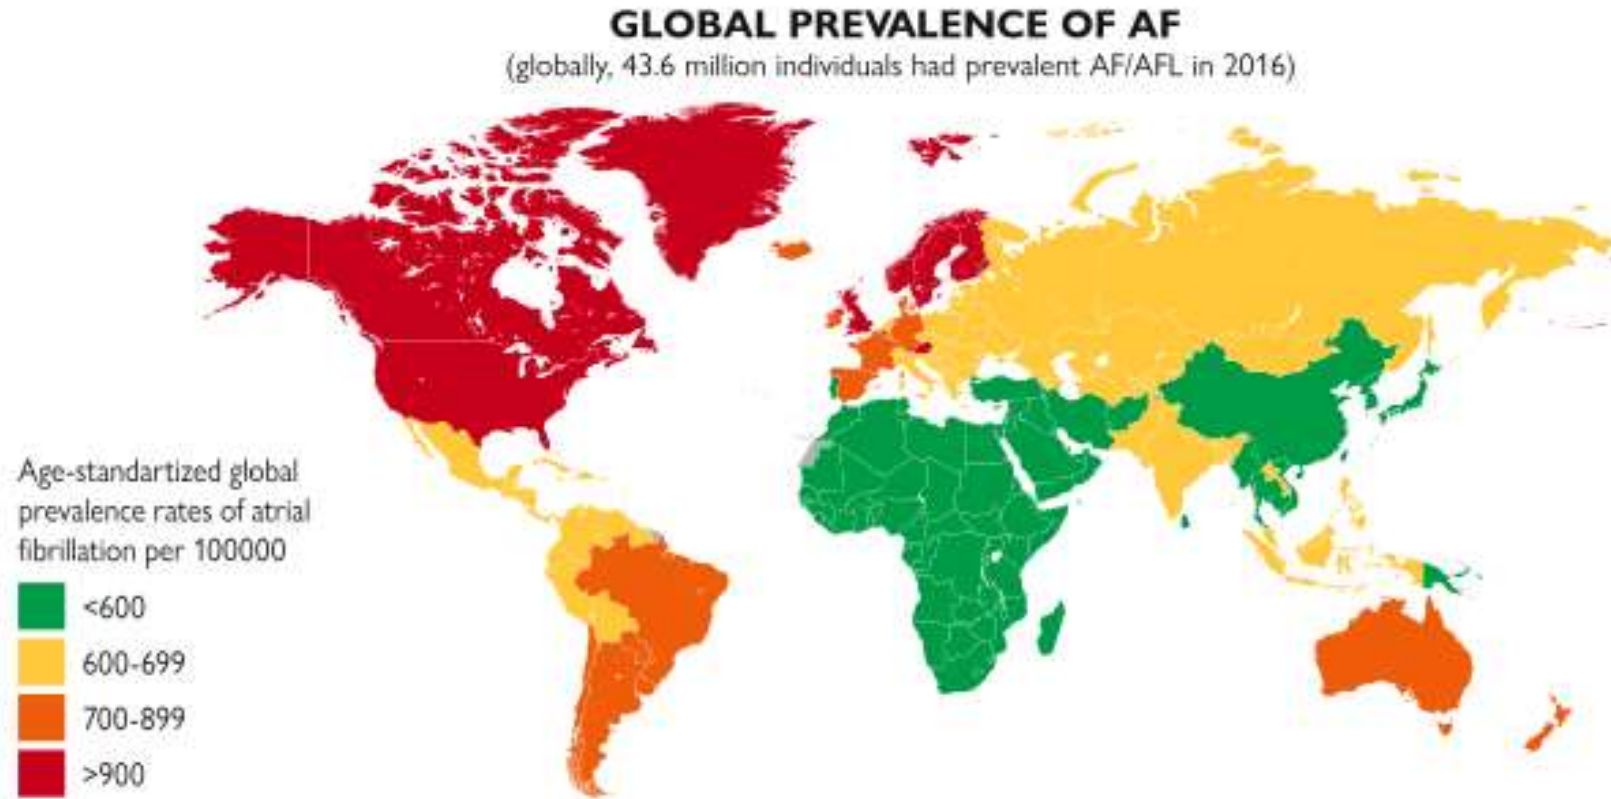 GLOBAL PREVALENCE OF AF
(globally, 43.6 million individuals had prevalent AF/AFL in 2016)
Age-standartized global
prevalence rates of atrial
fibrillation per 100000
<600
600-699
700-899
>900